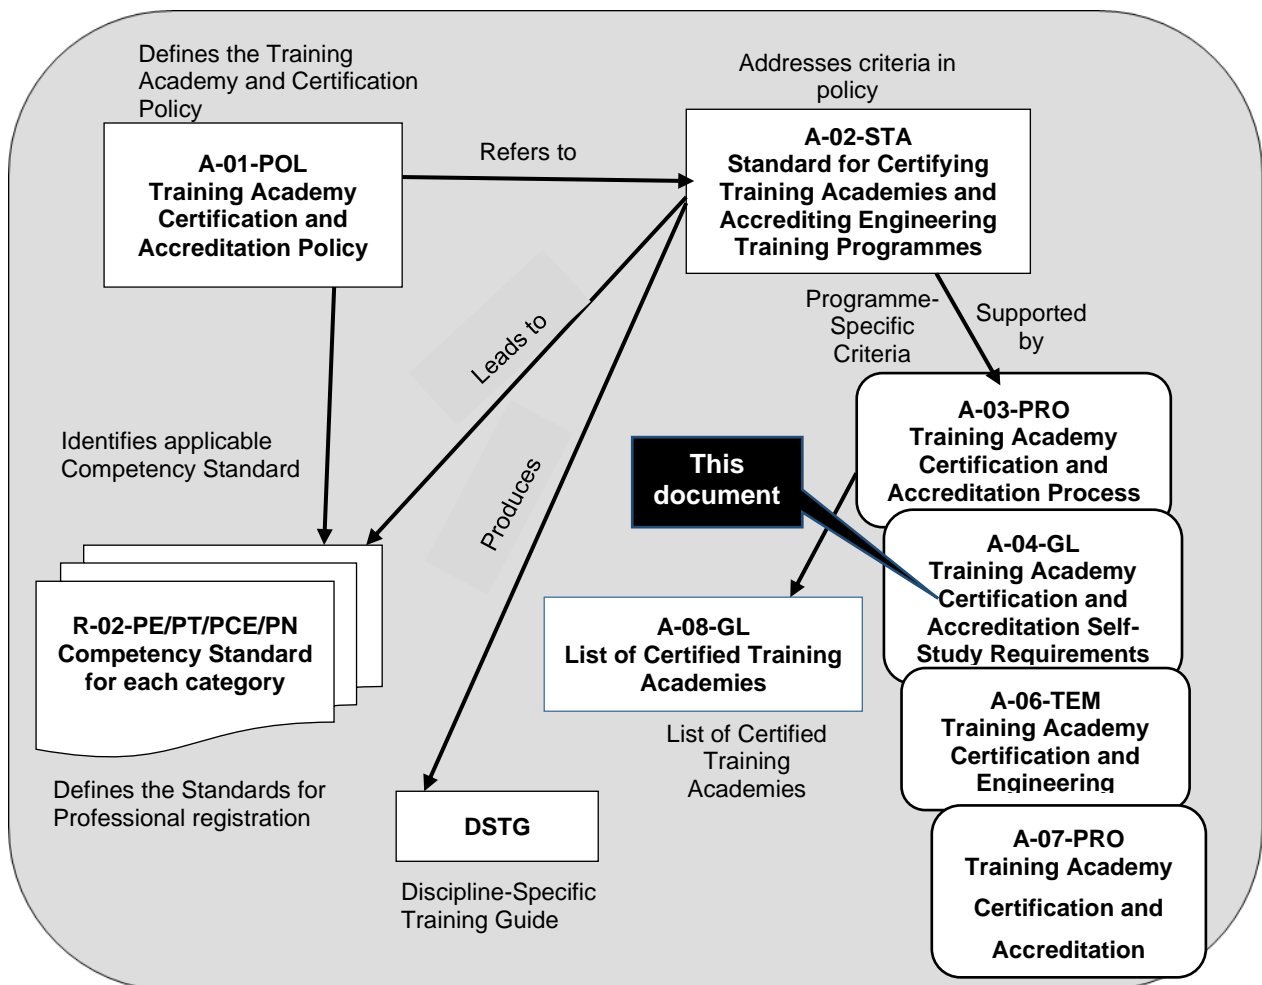 Defines the Training
Academy and Certification
Policy
Addresses criteria in
policy
A-01-POL
Training Academy
Certification and
Accreditation Policy
Refers to
A-02-STA
Standard for Certifying
Training Academies and
Accrediting Engineering
Training Programmes
Programme-
Specific
Criteria
Supported
by
Leads to
Produces
Identifies applicable
Competency Standard
This
document
A-03-PRO
Training Academy
Certification and
Accreditation Process
A-04-GL
Training Academy
Certification and
Accreditation Self-
Study Requirements
R-02-PE/PT/PCE/PN
Competency Standard
for each category
A-08-GL
List of Certified Training
Academies
List of Certified
Training
Academies
A-06-TEM
Training Academy
Certification and
Engineering
Defines the Standards for
Professional registration
DSTG
Discipline-Specific
Training Guide
A-07-PRO
Training Academy
Certification and
Accreditation